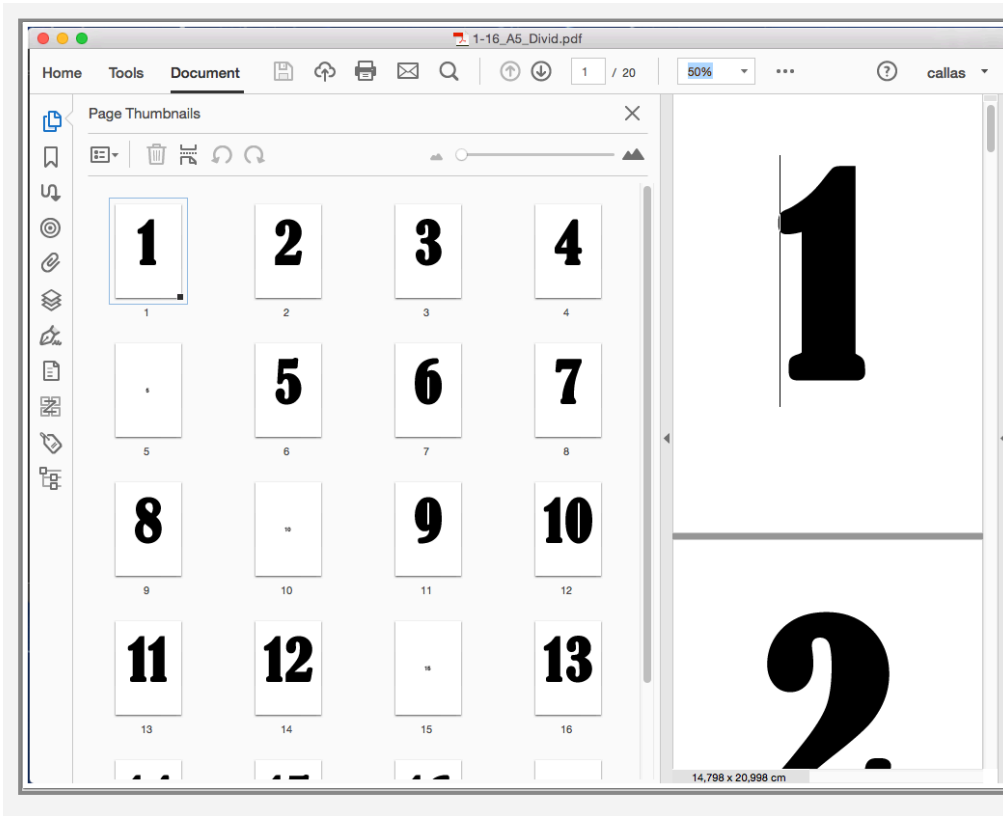 1-16_A5_Divid.pdf
Home Tools Document 1 / 20 50% ? callas
Page Thumbnails
1 2 3 4
1 2 3 4
5 6 7
5 6 7 8
8 10 9 10
9 10 11 12
11 12 15 13
13 14 15 16
1
2
14,798 x 20,998 cm